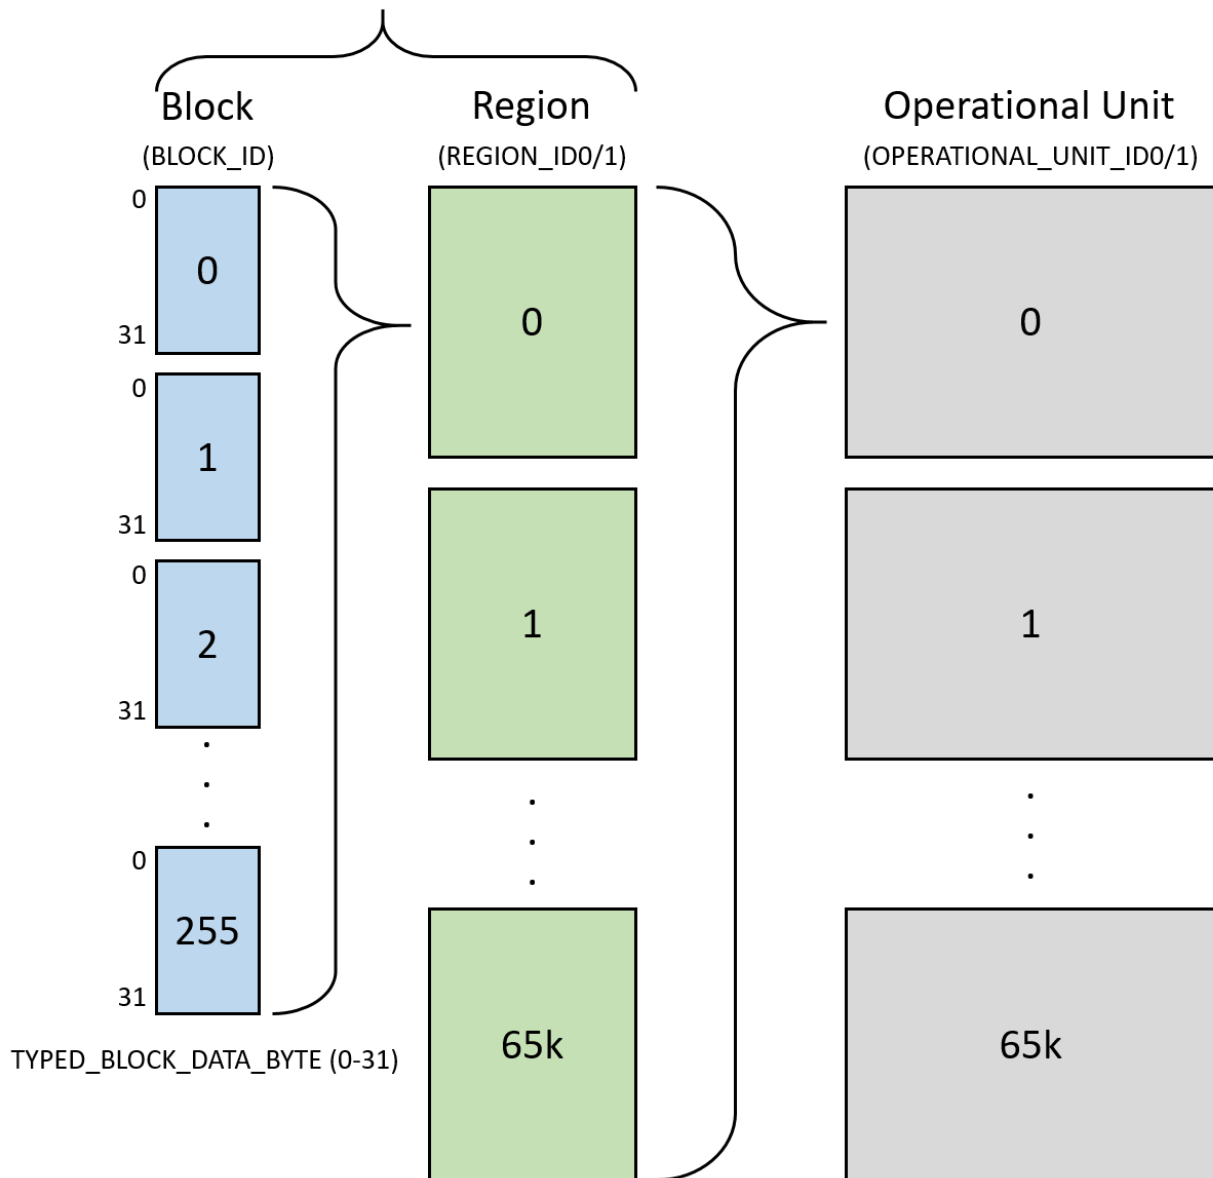 Block
(BLOCK_ID)
0
0
31
0
1
31
0
2
31
.
.
.
0
255
31
TYPED_BLOCK_DATA_BYTE (0-31)
Region
(REGION_ID0/1)
0
1
.
.
.
65k
Operational Unit
(OPERATIONAL_UNIT_ID0/1)
0
1
.
.
.
65k